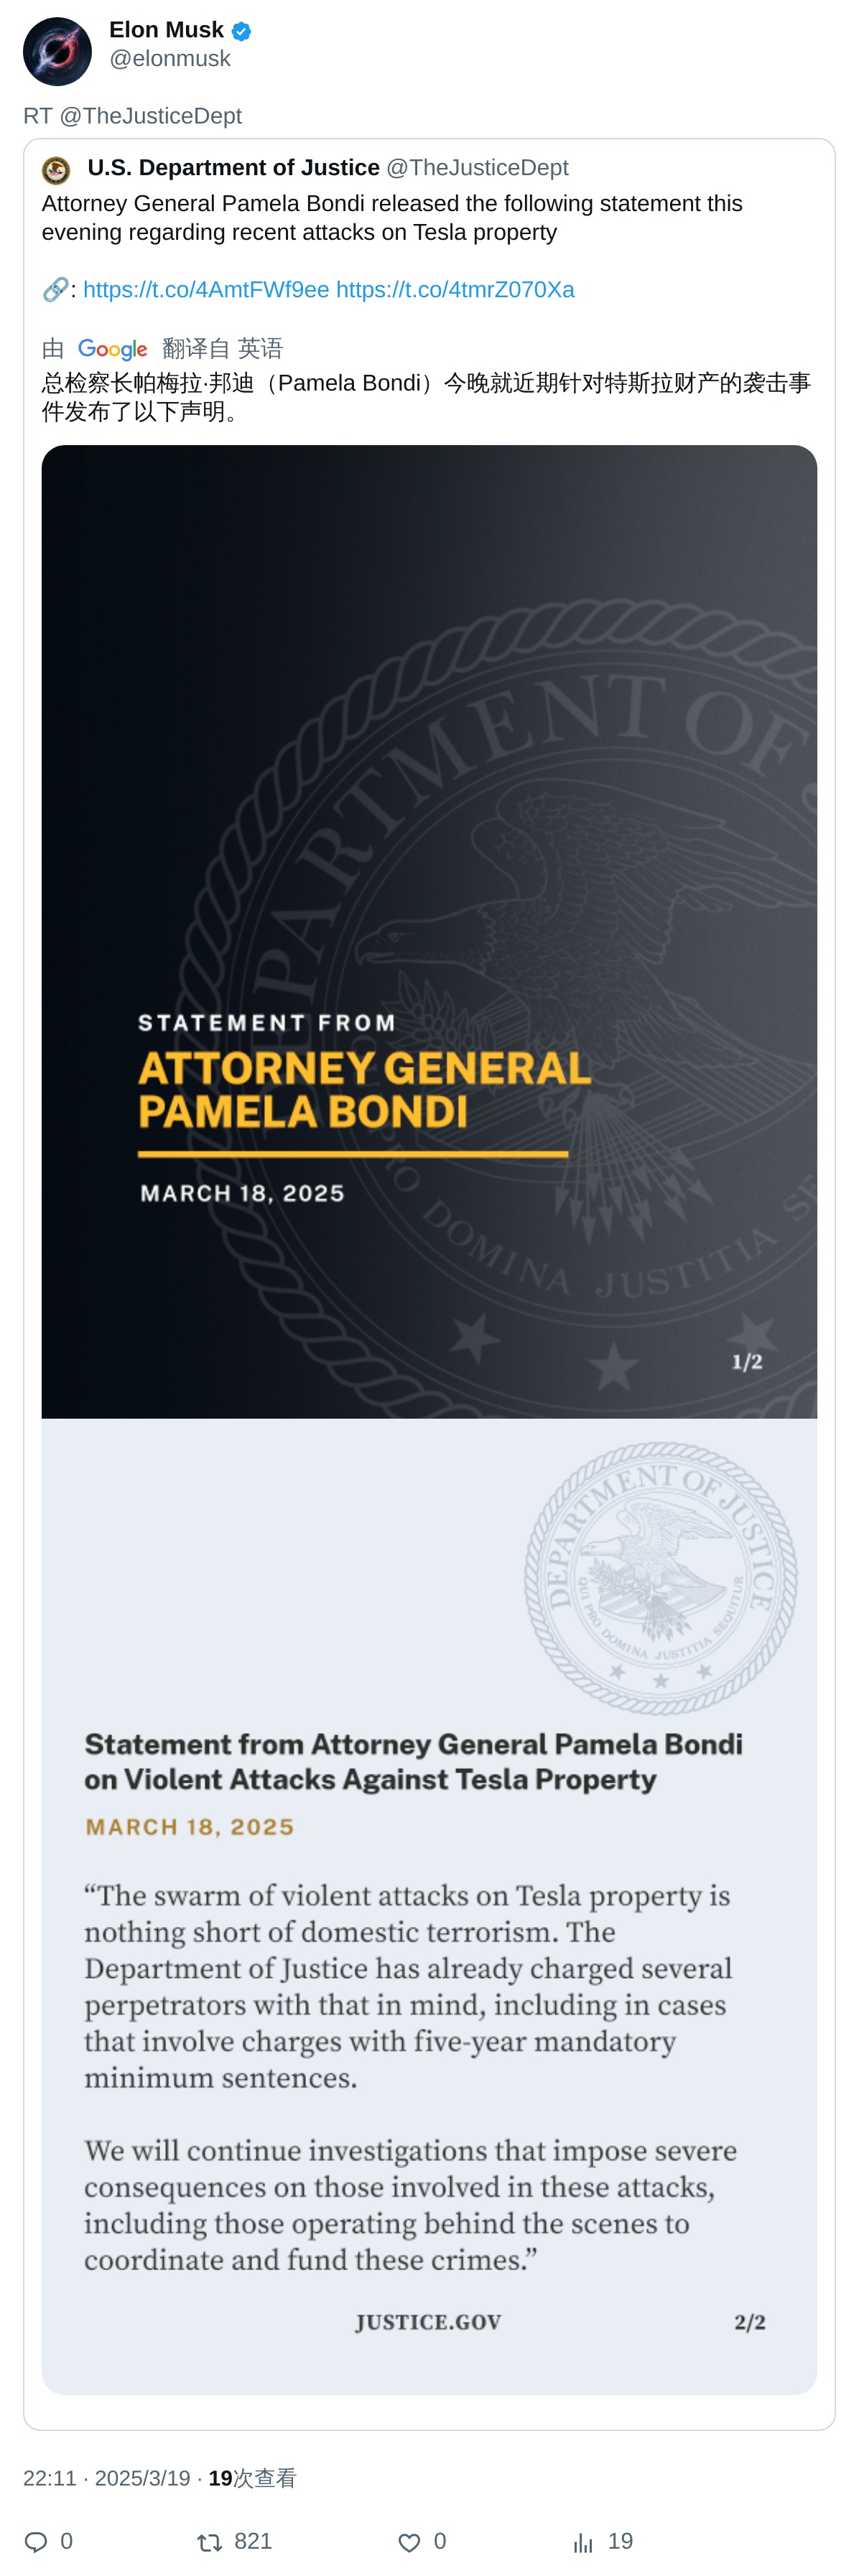 Elon Musk
@elonmusk
RT @TheJusticeDept
U.S. Department of Justice @TheJusticeDept
Attorney General Pamela Bondi released the following statement this
evening regarding recent attacks on Tesla property
🔗: https://t.co/4AmtFWf9ee https://t.co/4tmrZ070Xa
由 Google 翻译自 英语
总检察长帕梅拉·邦迪（Pamela Bondi）今晚就近期针对特斯拉财产的袭击事
件发布了以下声明。
DEPARTMENT OF
PRO DOMINA JUSTITIA SE
STATEMENT FROM
ATTORNEY GENERAL
PAMELA BONDI
MARCH 18, 2025
1/2
DEPARTMENT OF JUSTICE
QUI PRO DOMINA JUSTITIA SEQUITUR
Statement from Attorney General Pamela Bondi
on Violent Attacks Against Tesla Property
MARCH 18, 2025
“The swarm of violent attacks on Tesla property is
nothing short of domestic terrorism. The
Department of Justice has already charged several
perpetrators with that in mind, including in cases
that involve charges with five-year mandatory
minimum sentences.
We will continue investigations that impose severe
consequences on those involved in these attacks,
including those operating behind the scenes to
coordinate and fund these crimes.”
JUSTICE.GOV
2/2
22:11 · 2025/3/19 · 19次查看
0 821 0 19